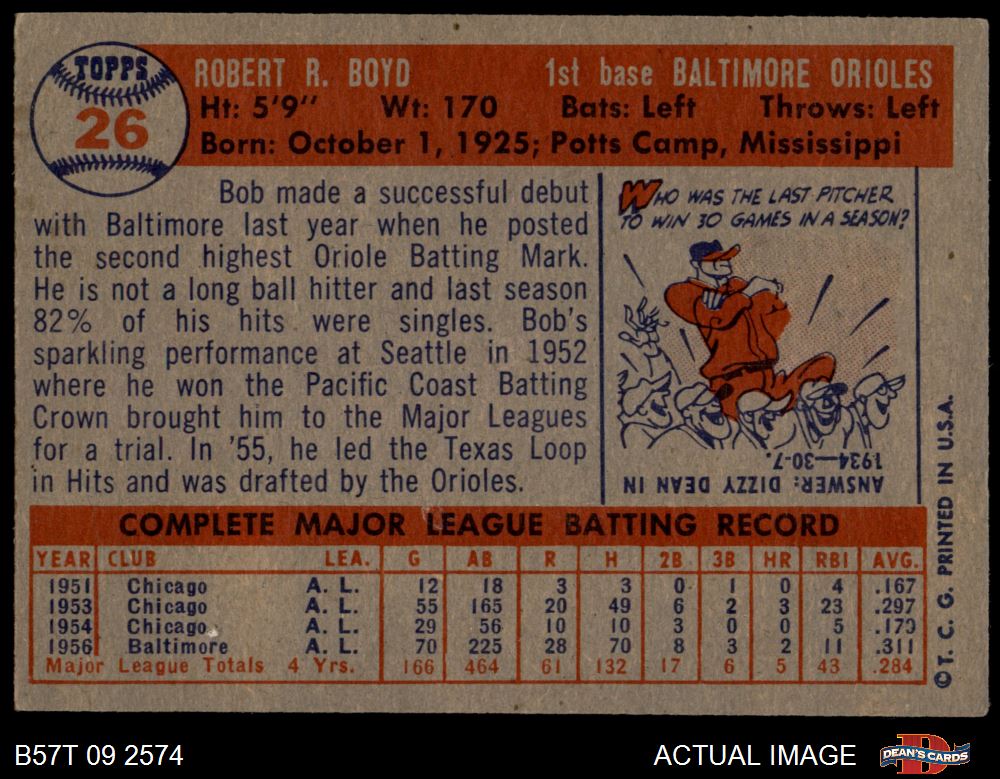 TOPPS
26
ROBERT R. BOYD 1st base BALTIMORE ORIOLES
Ht: 5'9" Wt: 170 Bats: Left Throws: Left
Born: October 1, 1925; Potts Camp, Mississippi
Bob made a successful debut
with Baltimore last year when he posted
the second highest Oriole Batting Mark.
He is not a long ball hitter and last season
82% of his hits were singles. Bob's
sparkling performance at Seattle in 1952
where he won the Pacific Coast Batting
Crown brought him to the Major Leagues
for a trial. In '55, he led the Texas Loop
in Hits and was drafted by the Orioles.
WHO WAS THE LAST PITCHER
TO WIN 30 GAMES IN A SEASON?
ANSWER: DIZZY DEAN IN
1934—30-7.
COMPLETE MAJOR LEAGUE BATTING RECORD
YEAR CLUB LEA. G AB R H 2B 3B HR RBI AVG.
1951 Chicago A. L. 12 18 3 3 0 1 0 4 .167
1953 Chicago A. L. 55 165 20 49 6 2 3 23 .297
1954 Chicago A. L. 29 56 10 10 3 0 0 5 .179
1956 Baltimore A. L. 70 225 28 70 8 3 2 11 .311
Major League Totals 4 Yrs. 166 464 61 132 17 6 5 43 .284
© T. C. G. PRINTED IN U.S.A.
B57T 09 2574 ACTUAL IMAGE DEAN'S CARDS